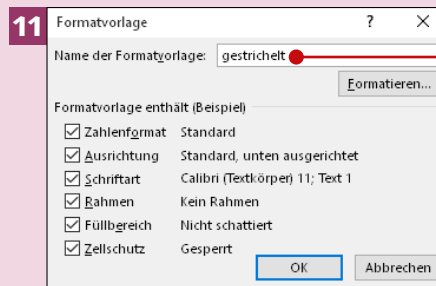 11
Formatvorlage ? ×
Name der Formatvorlage: gestrichelt
Formatieren...
Formatvorlage enthält (Beispiel)
Zahlenformat Standard
Ausrichtung Standard, unten ausgerichtet
Schriftart Calibri (Textkörper) 11; Text 1
Rahmen Kein Rahmen
Füllbereich Nicht schattiert
Zellschutz Gesperrt
OK Abbrechen